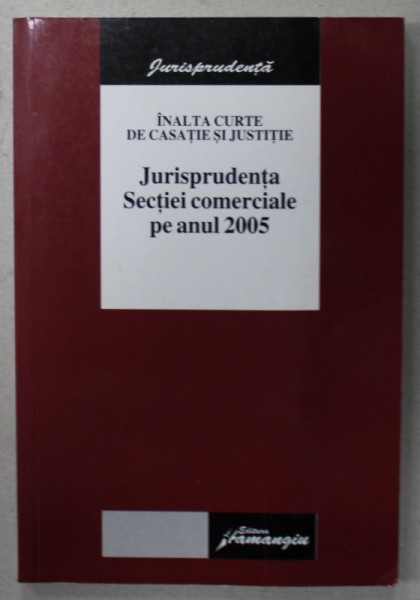 Jurisprudență
ÎNALTA CURTE
DE CASAȚIE ȘI JUSTIȚIE
Jurisprudența
Secției comerciale
pe anul 2005
Editura
Hamangiu